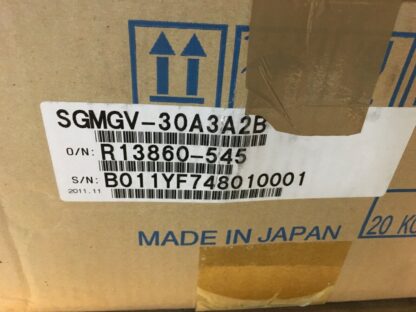 SGMGV-30A3A2B
O/N: R13860-545
S/N: B011YF748010001
2011.11
MADE IN JAPAN
20 K